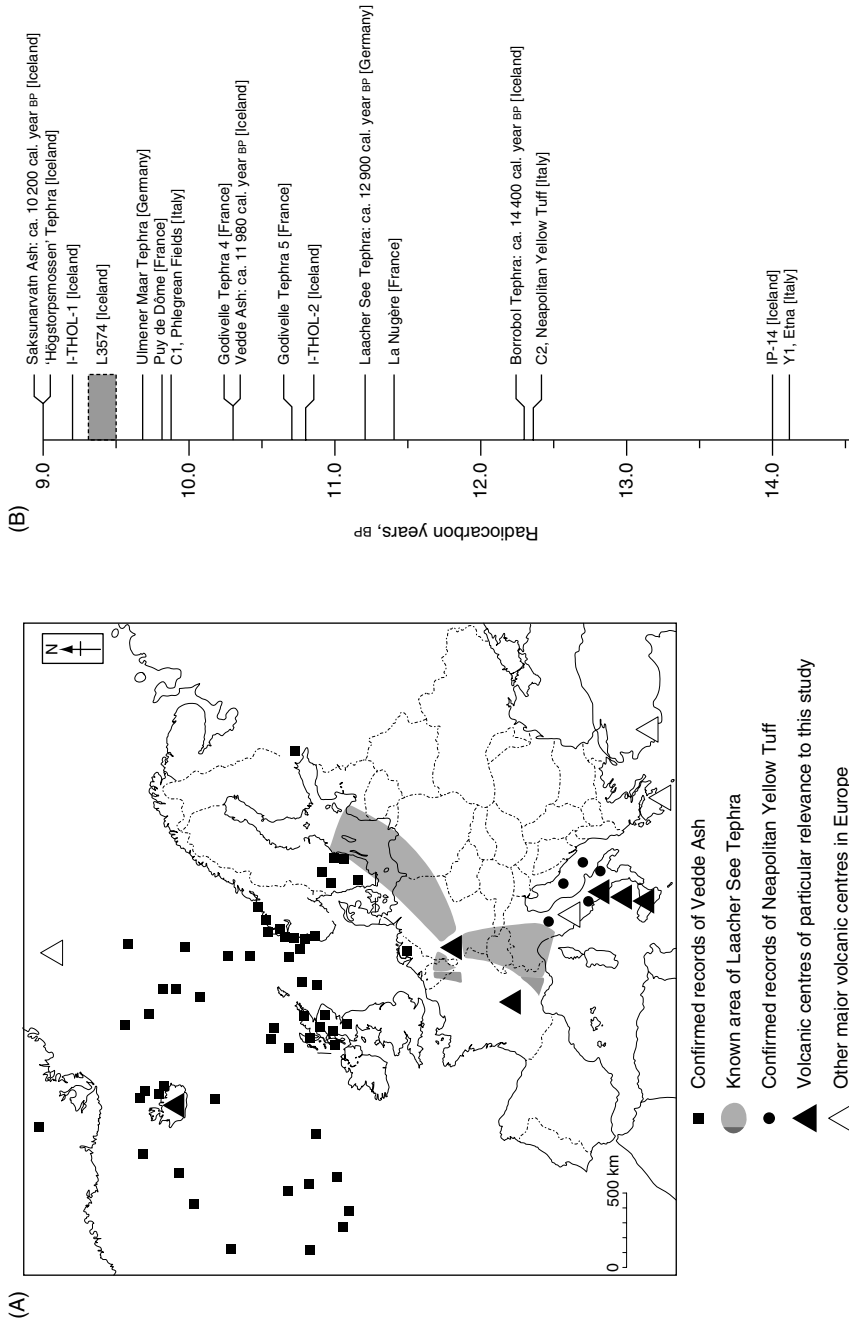 (A)
N
500 km
0
Confirmed records of Vedde Ash
Known area of Laacher See Tephra
Confirmed records of Neapolitan Yellow Tuff
Volcanic centres of particular relevance to this study
Other major volcanic centres in Europe
(B)
Radiocarbon years, BP
9.0
10.0
11.0
12.0
13.0
14.0
Saksunarvatn Ash: ca. 10 200 cal. year BP [Iceland]
'Högstorpsmossen' Tephra [Iceland]
I-THOL-1 [Iceland]
L3574 [Iceland]
Ulmener Maar Tephra [Germany]
Puy de Dôme [France]
C1, Phlegrean Fields [Italy]
Godivelle Tephra 4 [France]
Vedde Ash: ca. 11 980 cal. year BP [Iceland]
Godivelle Tephra 5 [France]
I-THOL-2 [Iceland]
Laacher See Tephra: ca. 12 900 cal. year BP [Germany]
La Nugère [France]
Borrobol Tephra: ca. 14 400 cal. year BP [Iceland]
C2, Neapolitan Yellow Tuff [Italy]
IP-14 [Iceland]
Y1, Etna [Italy]